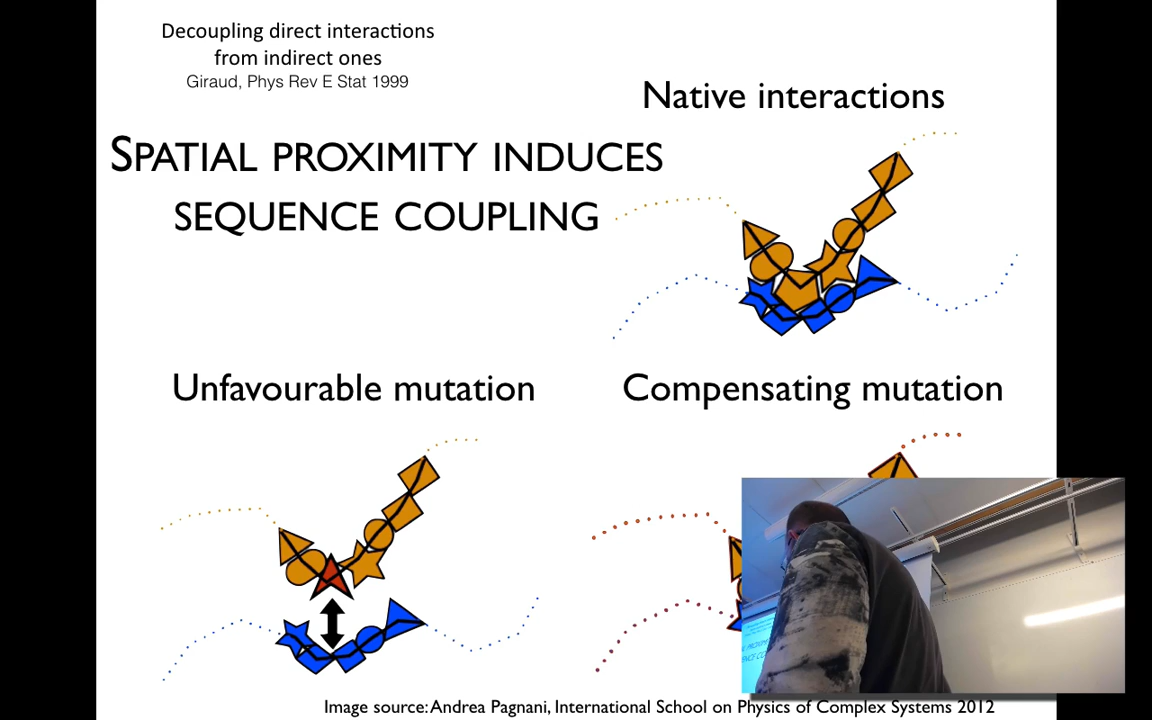 Decoupling direct interactions
from indirect ones
Giraud, Phys Rev E Stat 1999
Native interactions
SPATIAL PROXIMITY INDUCES
SEQUENCE COUPLING
Unfavourable mutation
Compensating mutation
Image source: Andrea Pagnani, International School on Physics of Complex Systems 2012